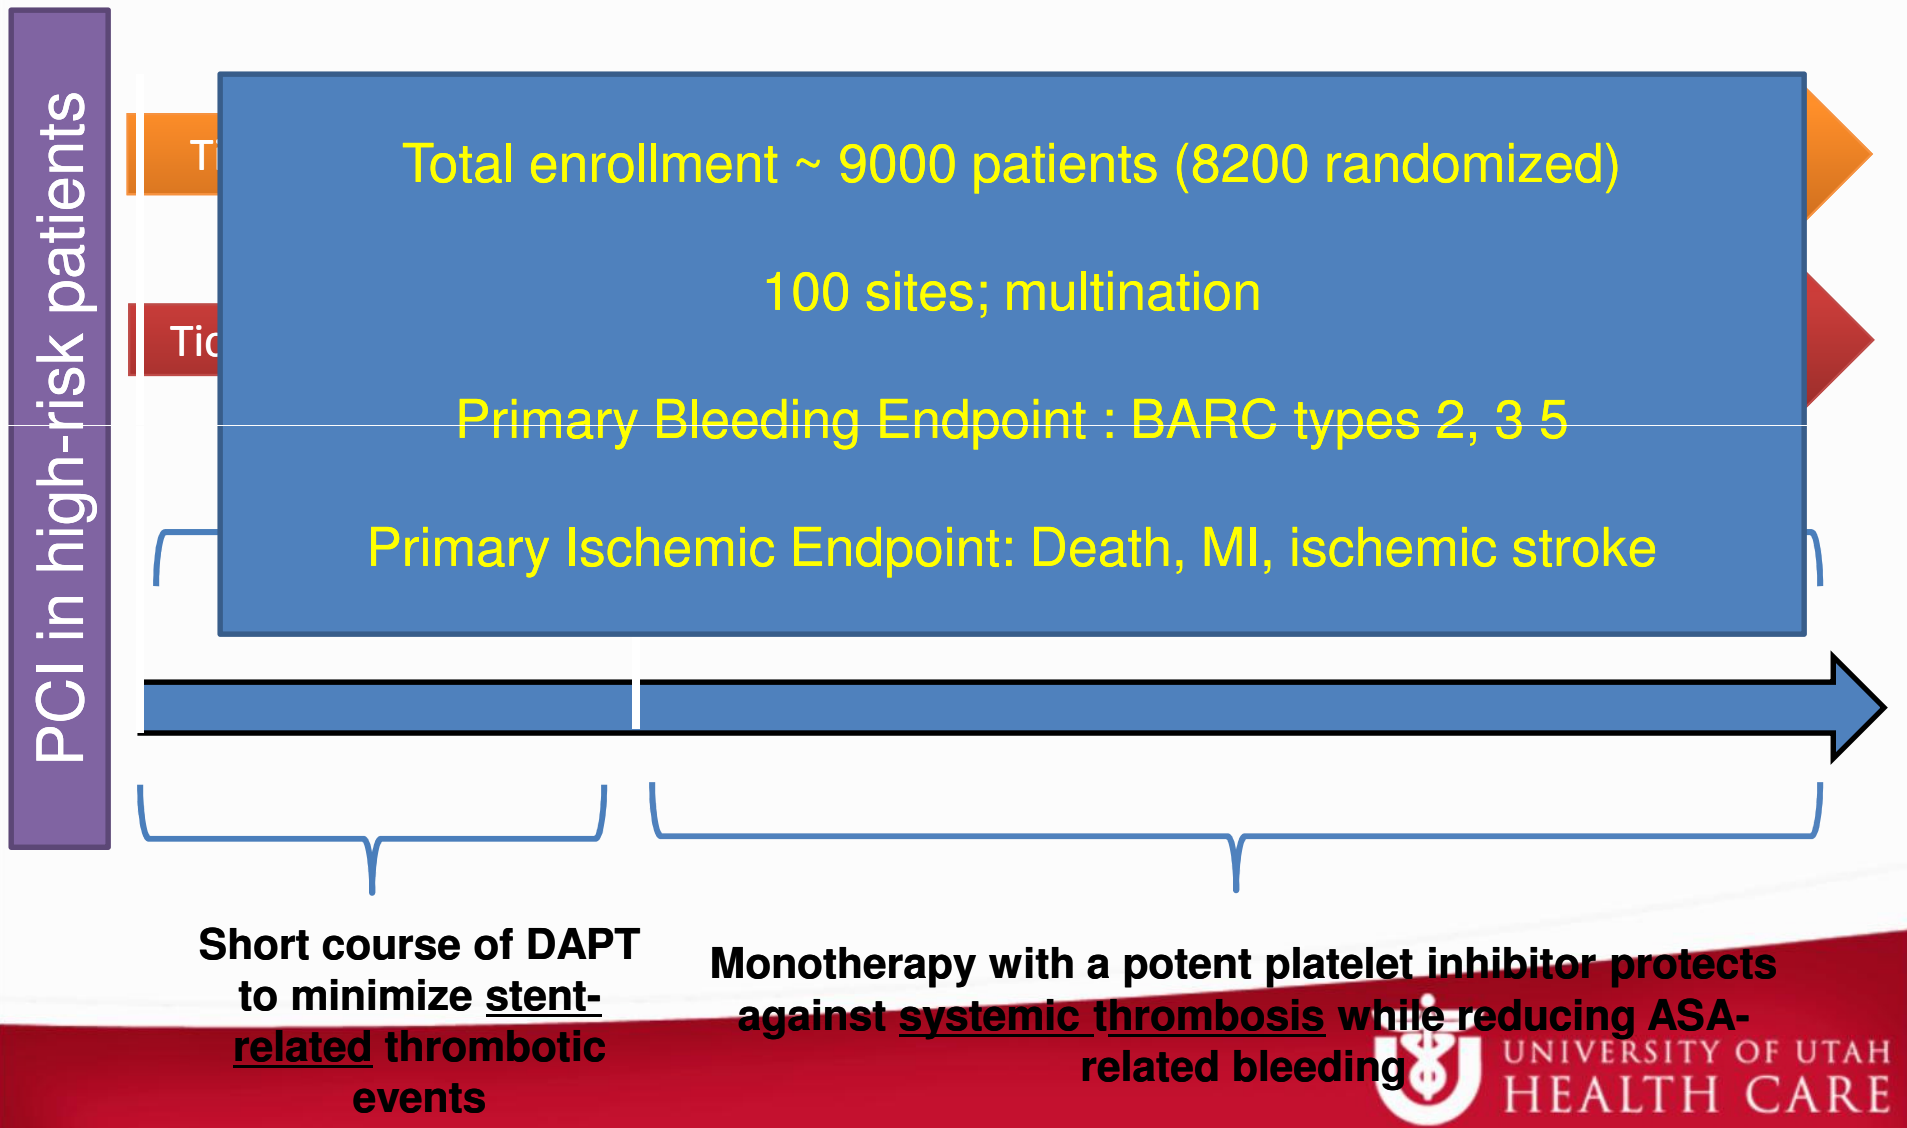 PCI in high-risk patients
Total enrollment ~ 9000 patients (8200 randomized)
100 sites; multination
Primary Bleeding Endpoint : BARC types 2, 3 5
Primary Ischemic Endpoint: Death, MI, ischemic stroke
Short course of DAPT
to minimize stent-
related thrombotic
events
Monotherapy with a potent platelet inhibitor protects
against systemic thrombosis while reducing ASA-
related bleeding
UNIVERSITY OF UTAH
HEALTH CARE